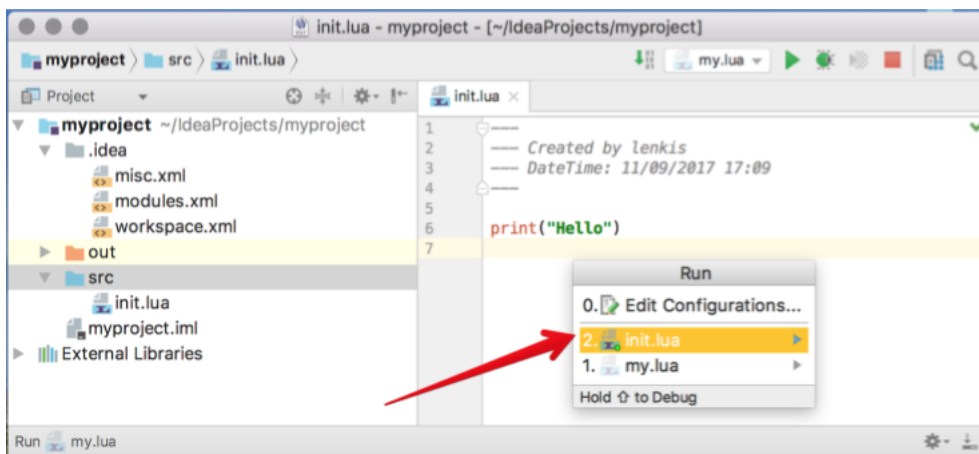 init.lua - myproject - [~/IdeaProjects/myproject]
myproject src init.lua my.lua
Project
init.lua
myproject ~/IdeaProjects/myproject
.idea
misc.xml
modules.xml
workspace.xml
out
src
init.lua
myproject.iml
External Libraries
1 ---
2 --- Created by lenkis
3 --- DateTime: 11/09/2017 17:09
4 ---
5
6 print("Hello")
7
Run
0. Edit Configurations...
2. init.lua
1. my.lua
Hold ⇧ to Debug
Run my.lua